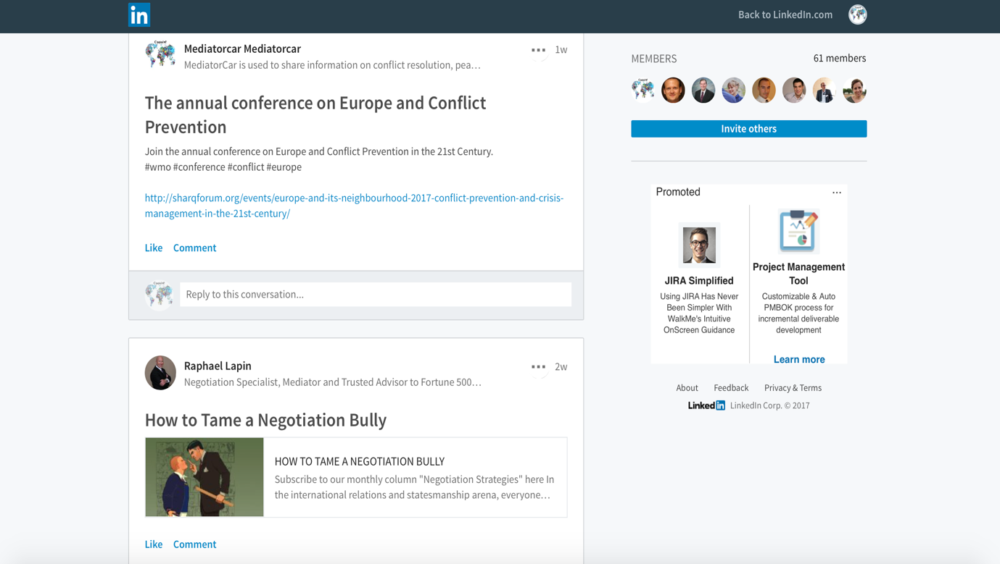 in
Back to LinkedIn.com
Mediatorcar Mediatorcar
1w
MediatorCar is used to share information on conflict resolution, pea…
The annual conference on Europe and Conflict
Prevention
Join the annual conference on Europe and Conflict Prevention in the 21st Century.
#wmo #conference #conflict #europe
http://sharqforum.org/events/europe-and-its-neighbourhood-2017-conflict-prevention-and-crisis-
management-in-the-21st-century/
Like Comment
Reply to this conversation...
Raphael Lapin
2w
Negotiation Specialist, Mediator and Trusted Advisor to Fortune 500…
How to Tame a Negotiation Bully
HOW TO TAME A NEGOTIATION BULLY
Subscribe to our monthly column "Negotiation Strategies" here In
the international relations and statesmanship arena, everyone…
Like Comment
MEMBERS
61 members
Invite others
Promoted
JIRA Simplified
Using JIRA Has Never
Been Simpler With
WalkMe's Intuitive
OnScreen Guidance
Project Management
Tool
Customizable & Auto
PMBOK process for
incremental deliverable
development
Learn more
About Feedback Privacy & Terms
LinkedIn LinkedIn Corp. © 2017